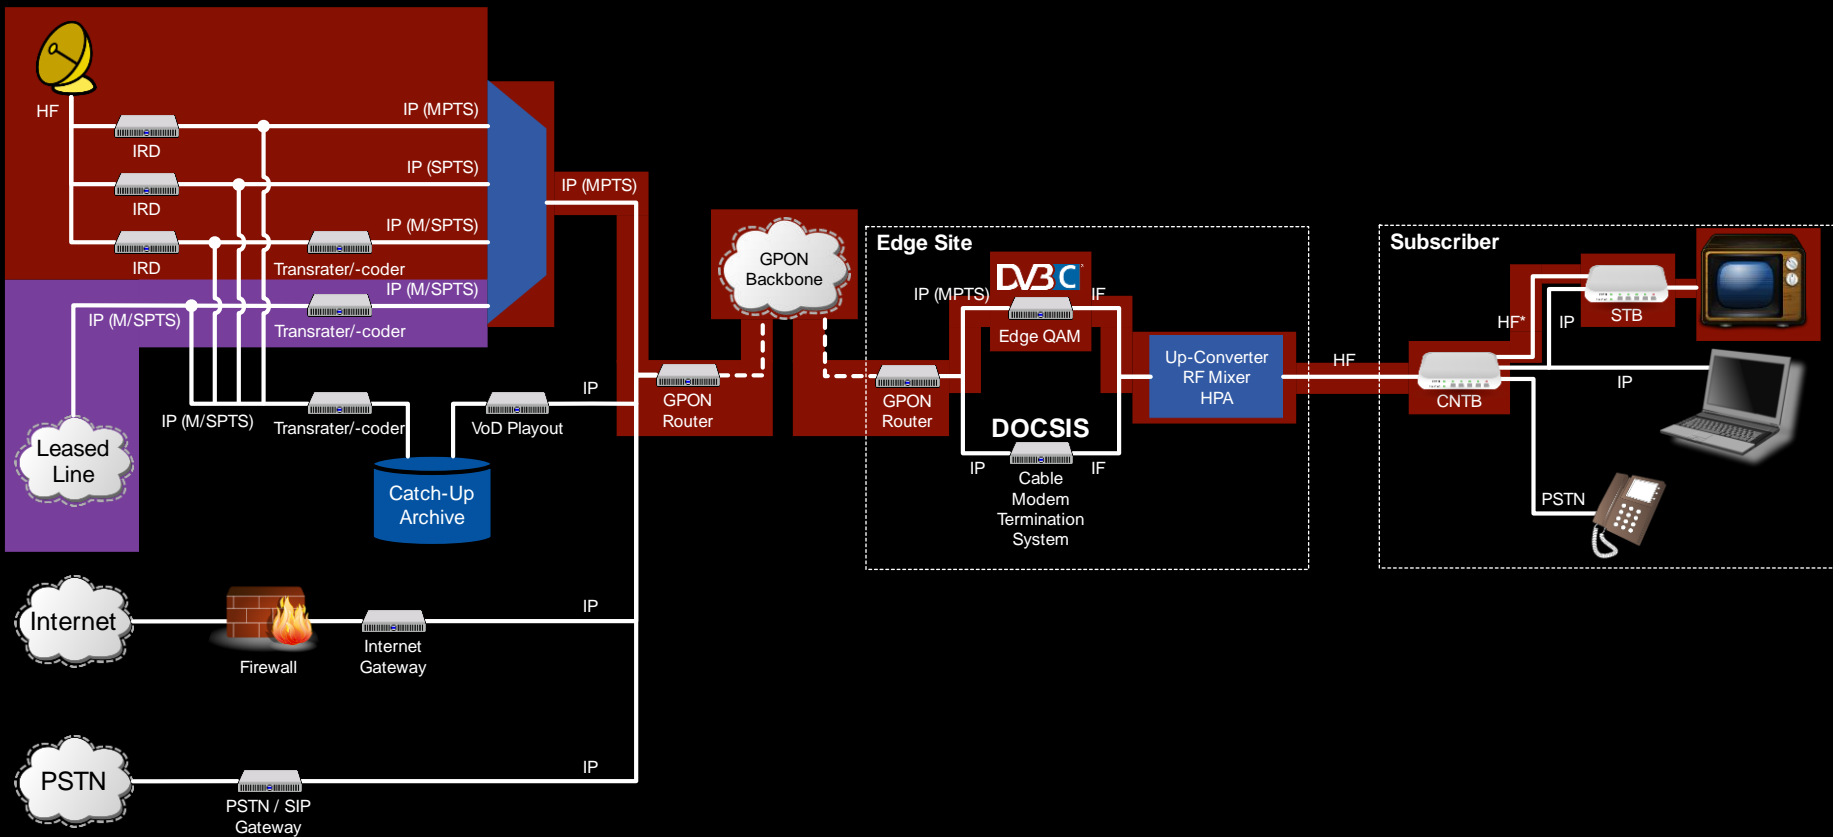 HF
IP (MPTS)
IRD
IP (SPTS)
IRD
IP (M/SPTS)
IRD
Transrater/-coder
IP (M/SPTS)
IP (M/SPTS)
Transrater/-coder
IP (M/SPTS)
Transrater/-coder
VoD Playout
IP
Leased
Line
Catch-Up
Archive
Internet
Firewall
Internet
Gateway
IP
PSTN
PSTN / SIP
Gateway
IP
IP (MPTS)
GPON
Router
GPON
Backbone
GPON
Router
Edge Site
DVB C
IP (MPTS)
IF
Edge QAM
DOCSIS
IP
IF
Cable
Modem
Termination
System
Up-Converter
RF Mixer
HPA
HF
Subscriber
HF*
IP
STB
CNTB
IP
PSTN